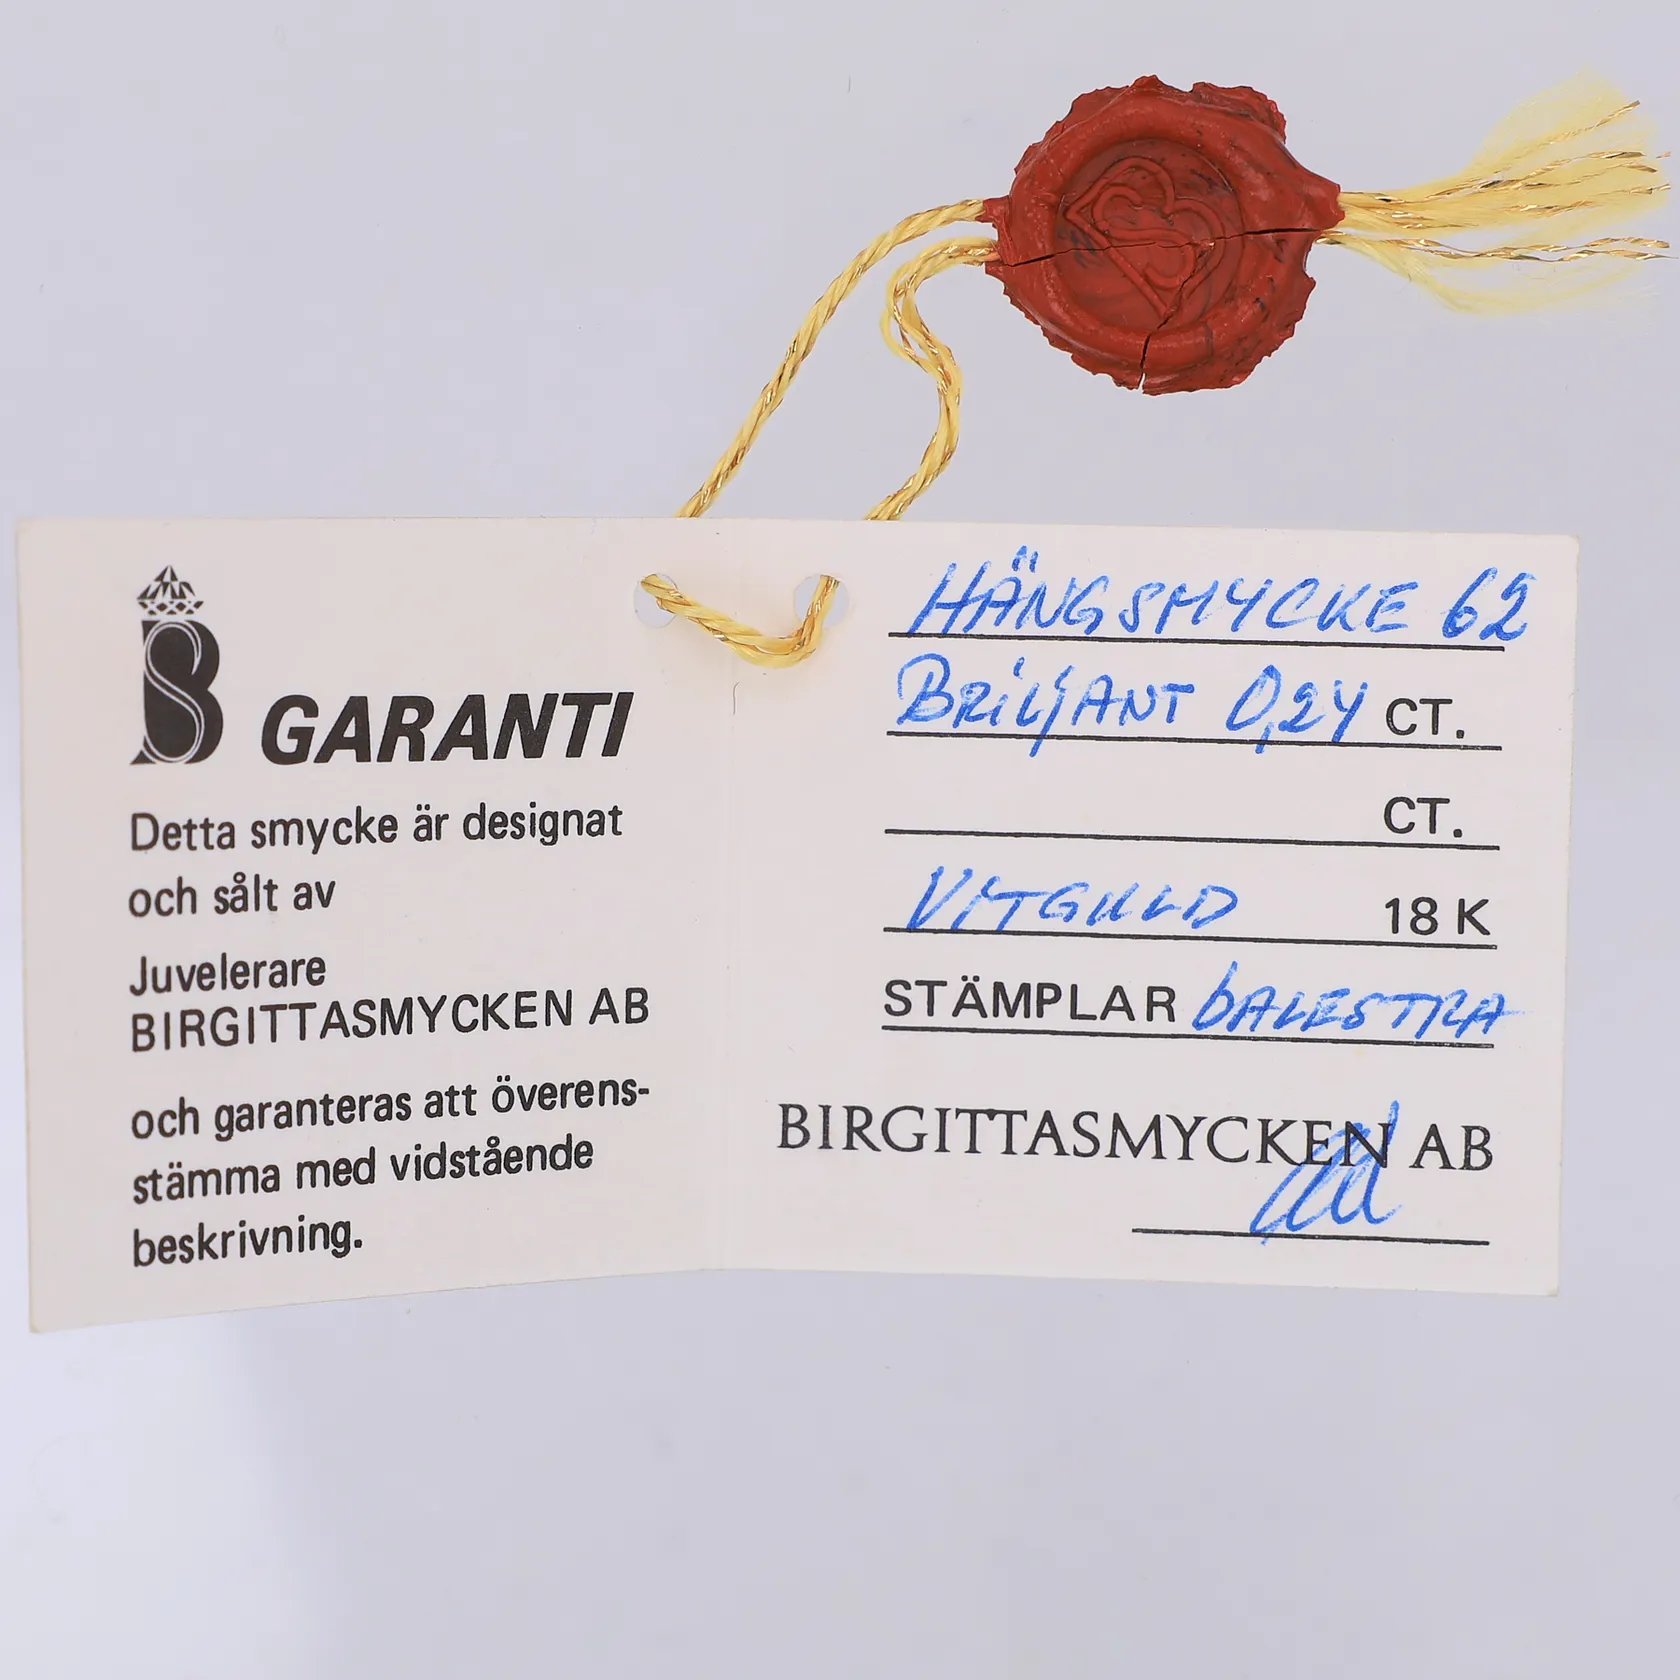 GARANTI
Detta smycke är designat
och sålt av
Juvelerare
BIRGITTASMYCKEN AB
och garanteras att överens-
stämma med vidstående
beskrivning.
HÄNGSMYCKE 62
BRILJANT 0,24 CT.
CT.
VITGULD 18 K
STÄMPLAR BALESTRA
BIRGITTASMYCKEN AB